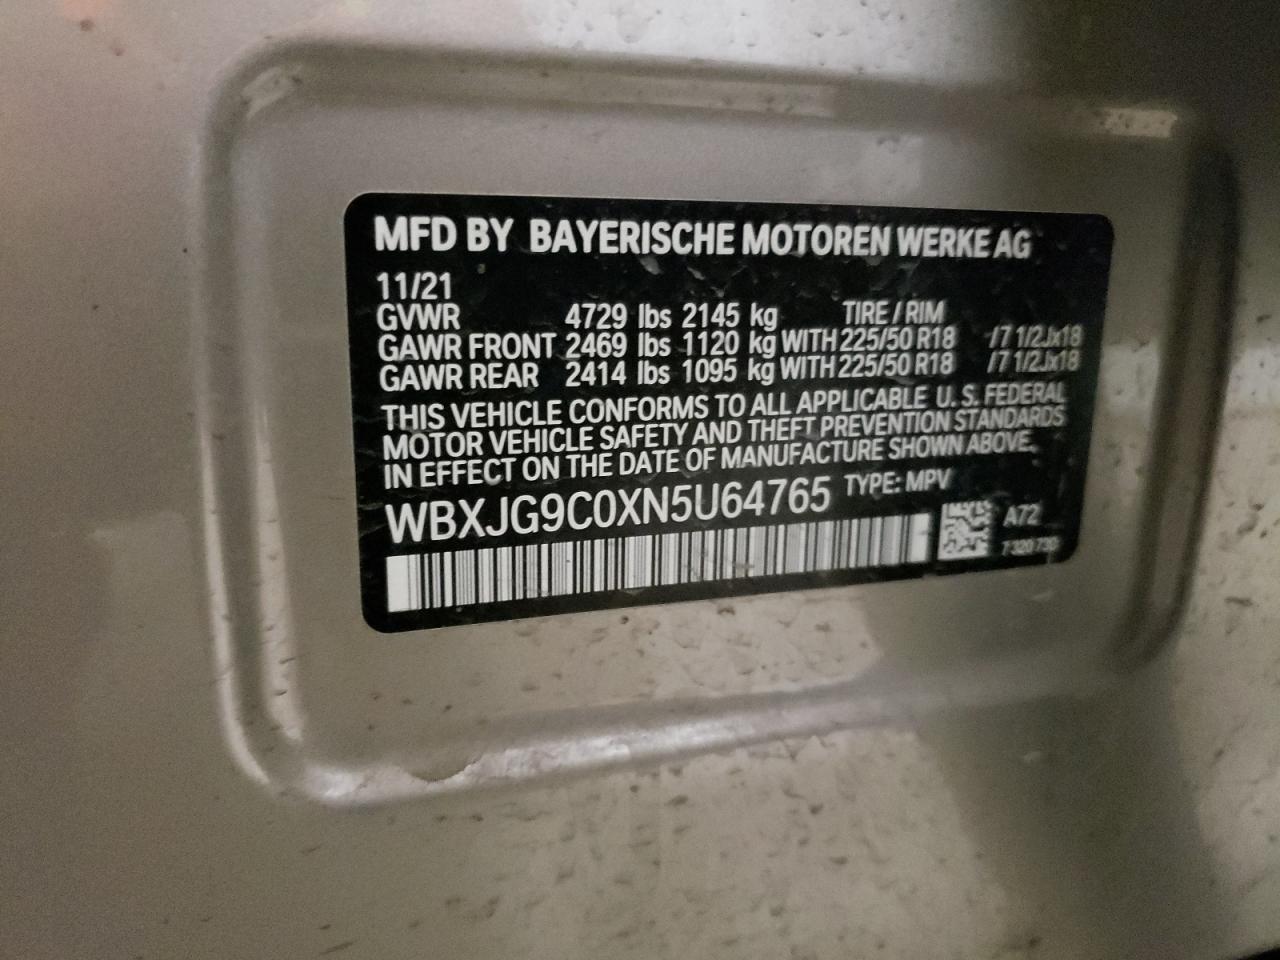 MFD BY BAYERISCHE MOTOREN WERKE AG
11/21
GVWR 4729 lbs 2145 kg TIRE / RIM
GAWR FRONT 2469 lbs 1120 kg WITH 225/50 R18 /7 1/2Jx18
GAWR REAR 2414 lbs 1095 kg WITH 225/50 R18 /7 1/2Jx18
THIS VEHICLE CONFORMS TO ALL APPLICABLE U. S. FEDERAL
MOTOR VEHICLE SAFETY AND THEFT PREVENTION STANDARDS
IN EFFECT ON THE DATE OF MANUFACTURE SHOWN ABOVE.
WBXJG9C0XN5U64765 TYPE: MPV
A72